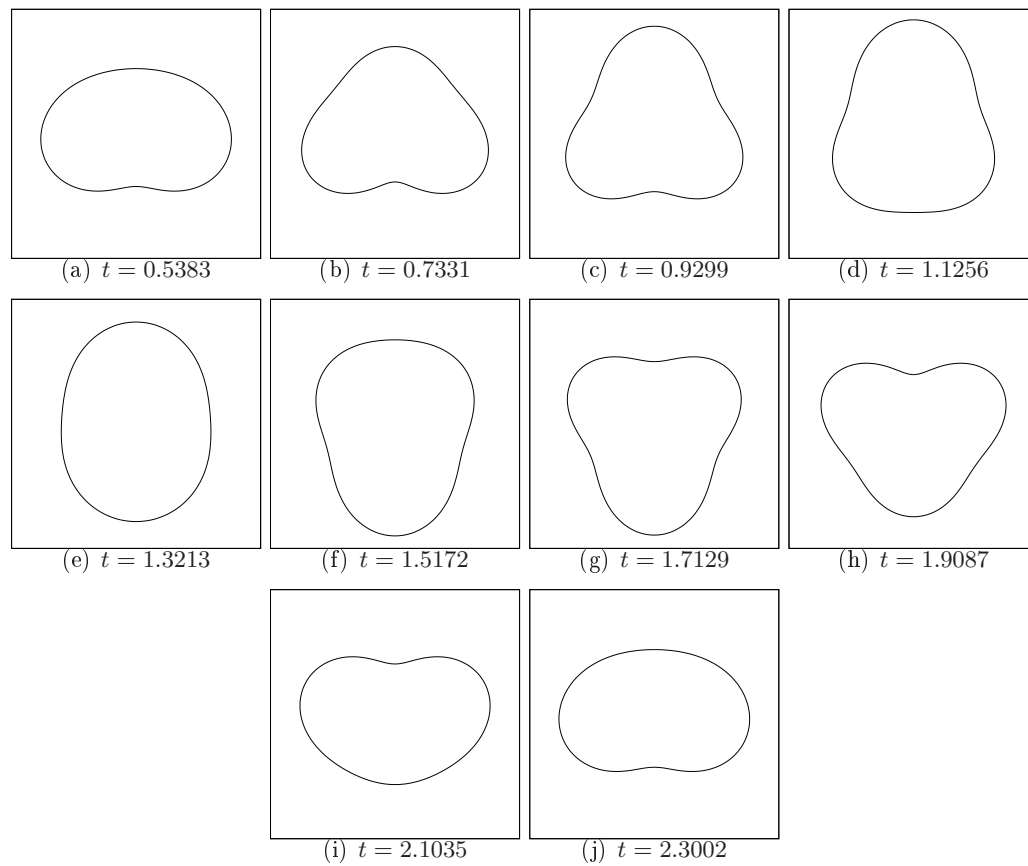 (a) t = 0.5383
(b) t = 0.7331
(c) t = 0.9299
(d) t = 1.1256
(e) t = 1.3213
(f) t = 1.5172
(g) t = 1.7129
(h) t = 1.9087
(i) t = 2.1035
(j) t = 2.3002